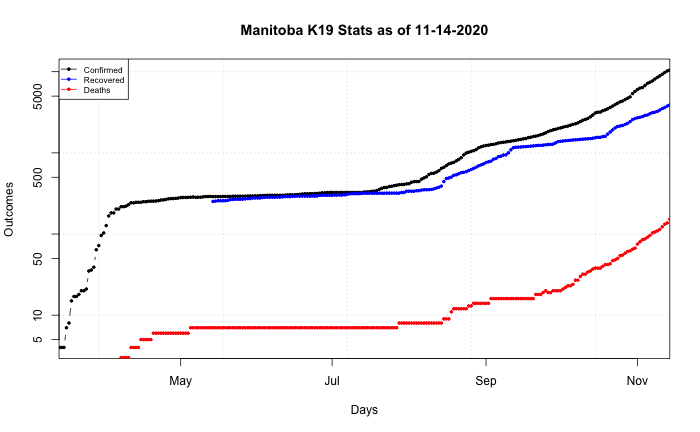 Manitoba K19 Stats as of 11-14-2020
Confirmed
Recovered
Deaths
5000
500
50
10
5
Outcomes
May Jul Sep Nov
Days